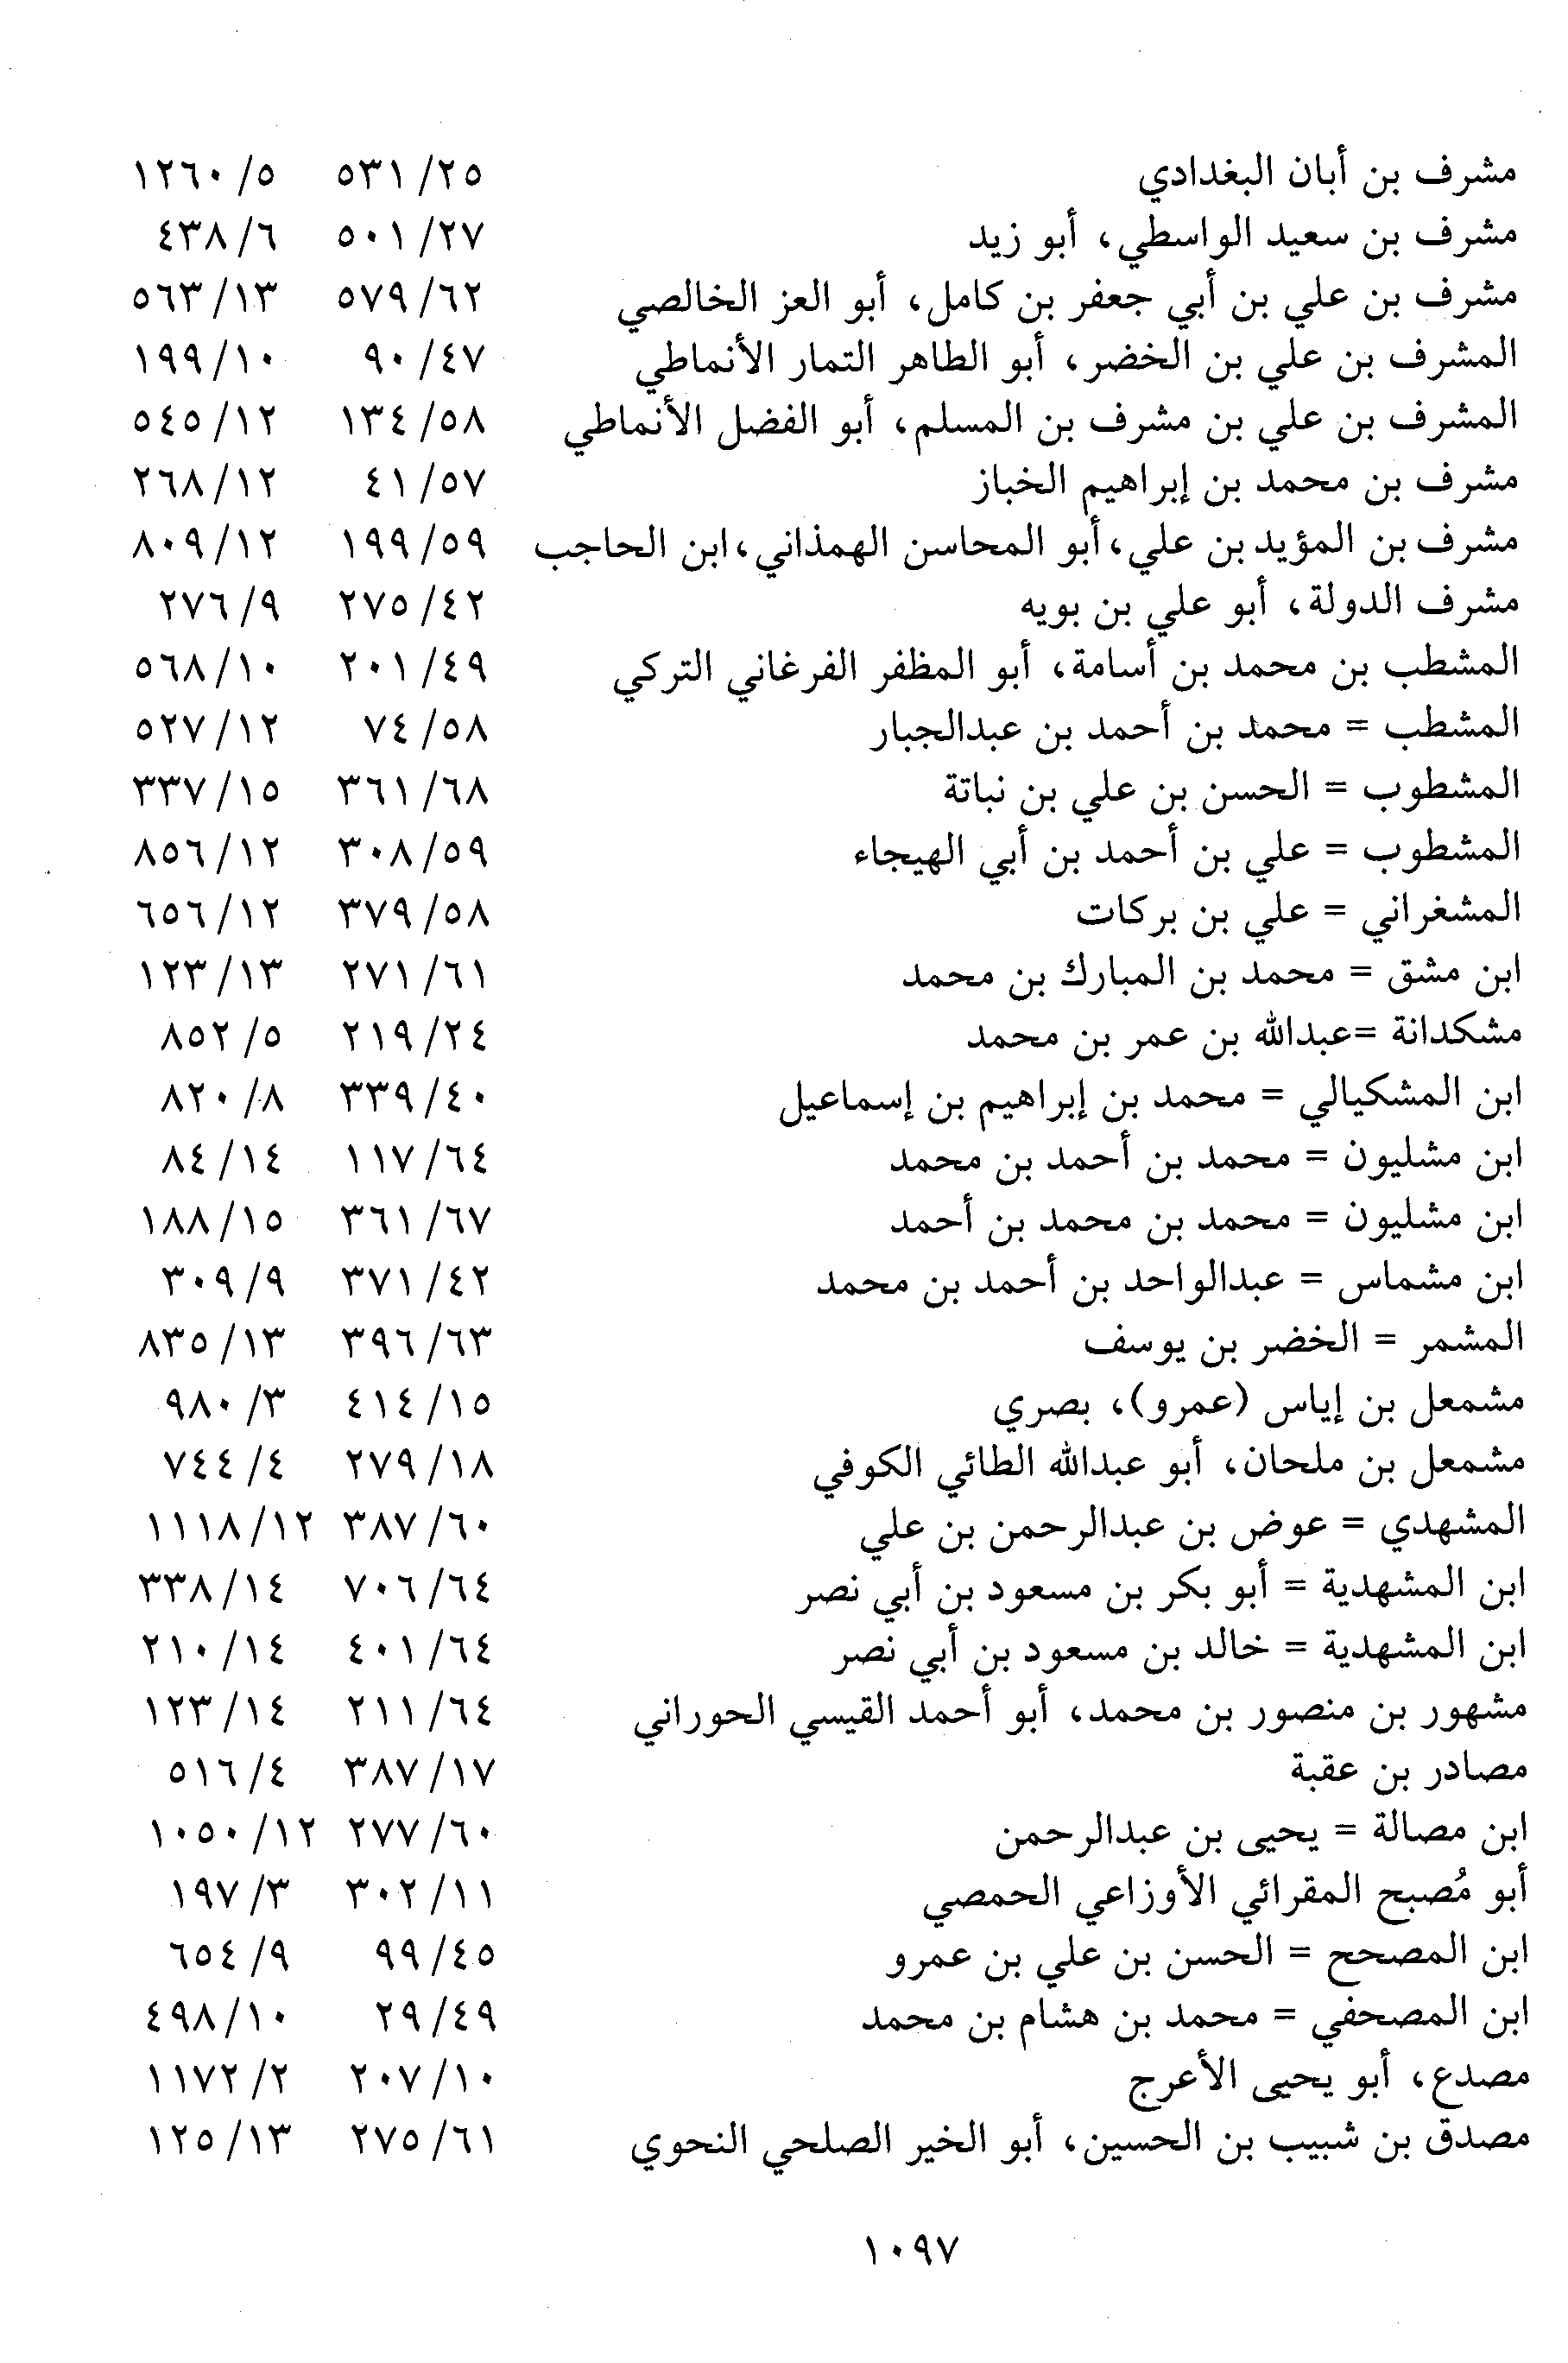 مشرف بن أبان البغدادي ٢٥/ ٥٣١ ٥/ ١٢٦٠
مشرف بن سعيد الواسطي، أبو زيد ٢٧/ ٥٠١ ٦/ ٤٣٨
مشرف بن علي بن أبي جعفر بن كامل، أبو العز الخالصي ٦٢/ ٥٧٩ ١٣/ ٥٦٣
المشرف بن علي بن الخضر، أبو الطاهر التمار الأنماطي ٤٧/ ٩٠ ١٠/ ١٩٩
المشرف بن علي بن مشرف بن المسلم، أبو الفضل الأنماطي ٥٨/ ١٣٤ ١٢/ ٥٤٥
مشرف بن محمد بن إبراهيم الخباز ٥٧/ ٤١ ١٢/ ٢٦٨
مشرف بن المؤيد بن علي، أبو المحاسن الهمذاني، ابن الحاجب ٥٩/ ١٩٩ ١٢/ ٨٠٩
مشرف الدولة، أبو علي بن بويه ٤٢/ ٢٧٥ ٩/ ٢٧٦
المشطب بن محمد بن أسامة، أبو المظفر الفرغاني التركي ٤٩/ ٢٠١ ١٠/ ٥٦٨
المشطب = محمد بن أحمد بن عبدالجبار ٥٨/ ٧٤ ١٢/ ٥٢٧
المشطوب = الحسن بن علي بن نباتة ٦٨/ ٣٦١ ١٥/ ٣٣٧
المشطوب = علي بن أحمد بن أبي الهيجاء ٥٩/ ٣٠٨ ١٢/ ٨٥٦
المشغراني = علي بن بركات ٥٨/ ٣٧٩ ١٢/ ٦٥٦
ابن مشق = محمد بن المبارك بن محمد ٦١/ ٢٧١ ١٣/ ١٢٣
مشكدانة =عبدالله بن عمر بن محمد ٢٤/ ٢١٩ ٥/ ٨٥٢
ابن المشكيالي = محمد بن إبراهيم بن إسماعيل ٤٠/ ٣٣٩ ٨/ ٨٢٠
ابن مشليون = محمد بن أحمد بن محمد ٦٤/ ١١٧ ١٤/ ٨٤
ابن مشليون = محمد بن محمد بن أحمد ٦٧/ ٣٦١ ١٥/ ١٨٨
ابن مشماس = عبدالواحد بن أحمد بن محمد ٤٢/ ٣٧١ ٩/ ٣٠٩
المشمر = الخضر بن يوسف ٦٣/ ٣٩٦ ١٣/ ٨٣٥
مشمعل بن إياس (عمرو)، بصري ١٥/ ٤١٤ ٣/ ٩٨٠
مشمعل بن ملحان، أبو عبدالله الطائي الكوفي ١٨/ ٢٧٩ ٤/ ٧٤٤
المشهدي = عوض بن عبدالرحمن بن علي ٦٠/ ٣٨٧ ١٢/ ١١١٨
ابن المشهدية = أبو بكر بن مسعود بن أبي نصر ٦٤/ ٧٠٦ ١٤/ ٣٣٨
ابن المشهدية = خالد بن مسعود بن أبي نصر ٦٤/ ٤٠١ ١٤/ ٢١٠
مشهور بن منصور بن محمد، أبو أحمد القيسي الحوراني ٦٤/ ٢١١ ١٤/ ١٢٣
مصادر بن عقبة ١٧/ ٣٨٧ ٤/ ٥١٦
ابن مصالة = يحيى بن عبدالرحمن ٦٠/ ٢٧٧ ١٢/ ١٠٥٠
أبو مُصبح المقرائي الأوزاعي الحمصي ١١/ ٣٠٢ ٣/ ١٩٧
ابن المصحح = الحسن بن علي بن عمرو ٤٥/ ٩٩ ٩/ ٦٥٤
ابن المصحفي = محمد بن هشام بن محمد ٤٩/ ٢٩ ١٠/ ٤٩٨
مصدع، أبو يحيى الأعرج ١٠/ ٢٠٧ ٢/ ١١٧٢
مصدق بن شبيب بن الحسين، أبو الخير الصلحي النحوي ٦١/ ٢٧٥ ١٣/ ١٢٥
١٠٩٧